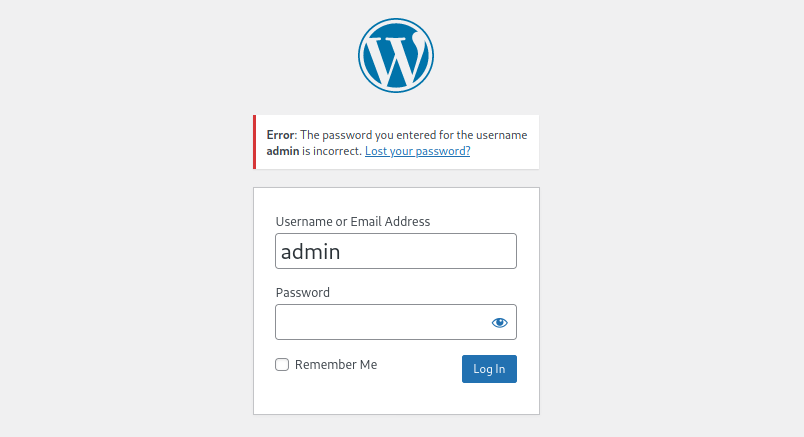 Error: The password you entered for the username
admin is incorrect. Lost your password?
Username or Email Address
admin
Password
Remember Me
Log In